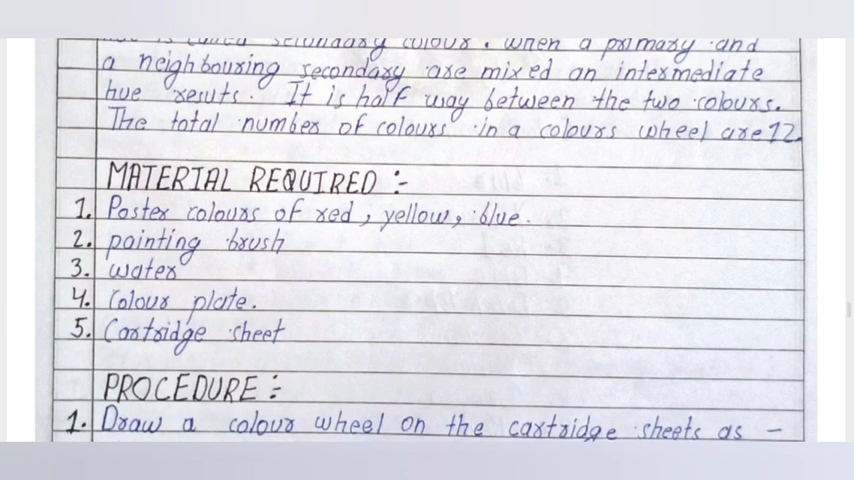 is called secondary colour. When a primary and
a neighbouring secondary are mixed an intermediate
hue resuts. It is half way between the two colours.
The total number of colours in a colours wheel are 12.
MATERIAL REQUIRED :-
1. Poster colours of red, yellow, blue.
2. painting brush
3. water
4. Colour plate.
5. Cartridge sheet
PROCEDURE :-
1. Draw a colour wheel on the cartridge sheets as -